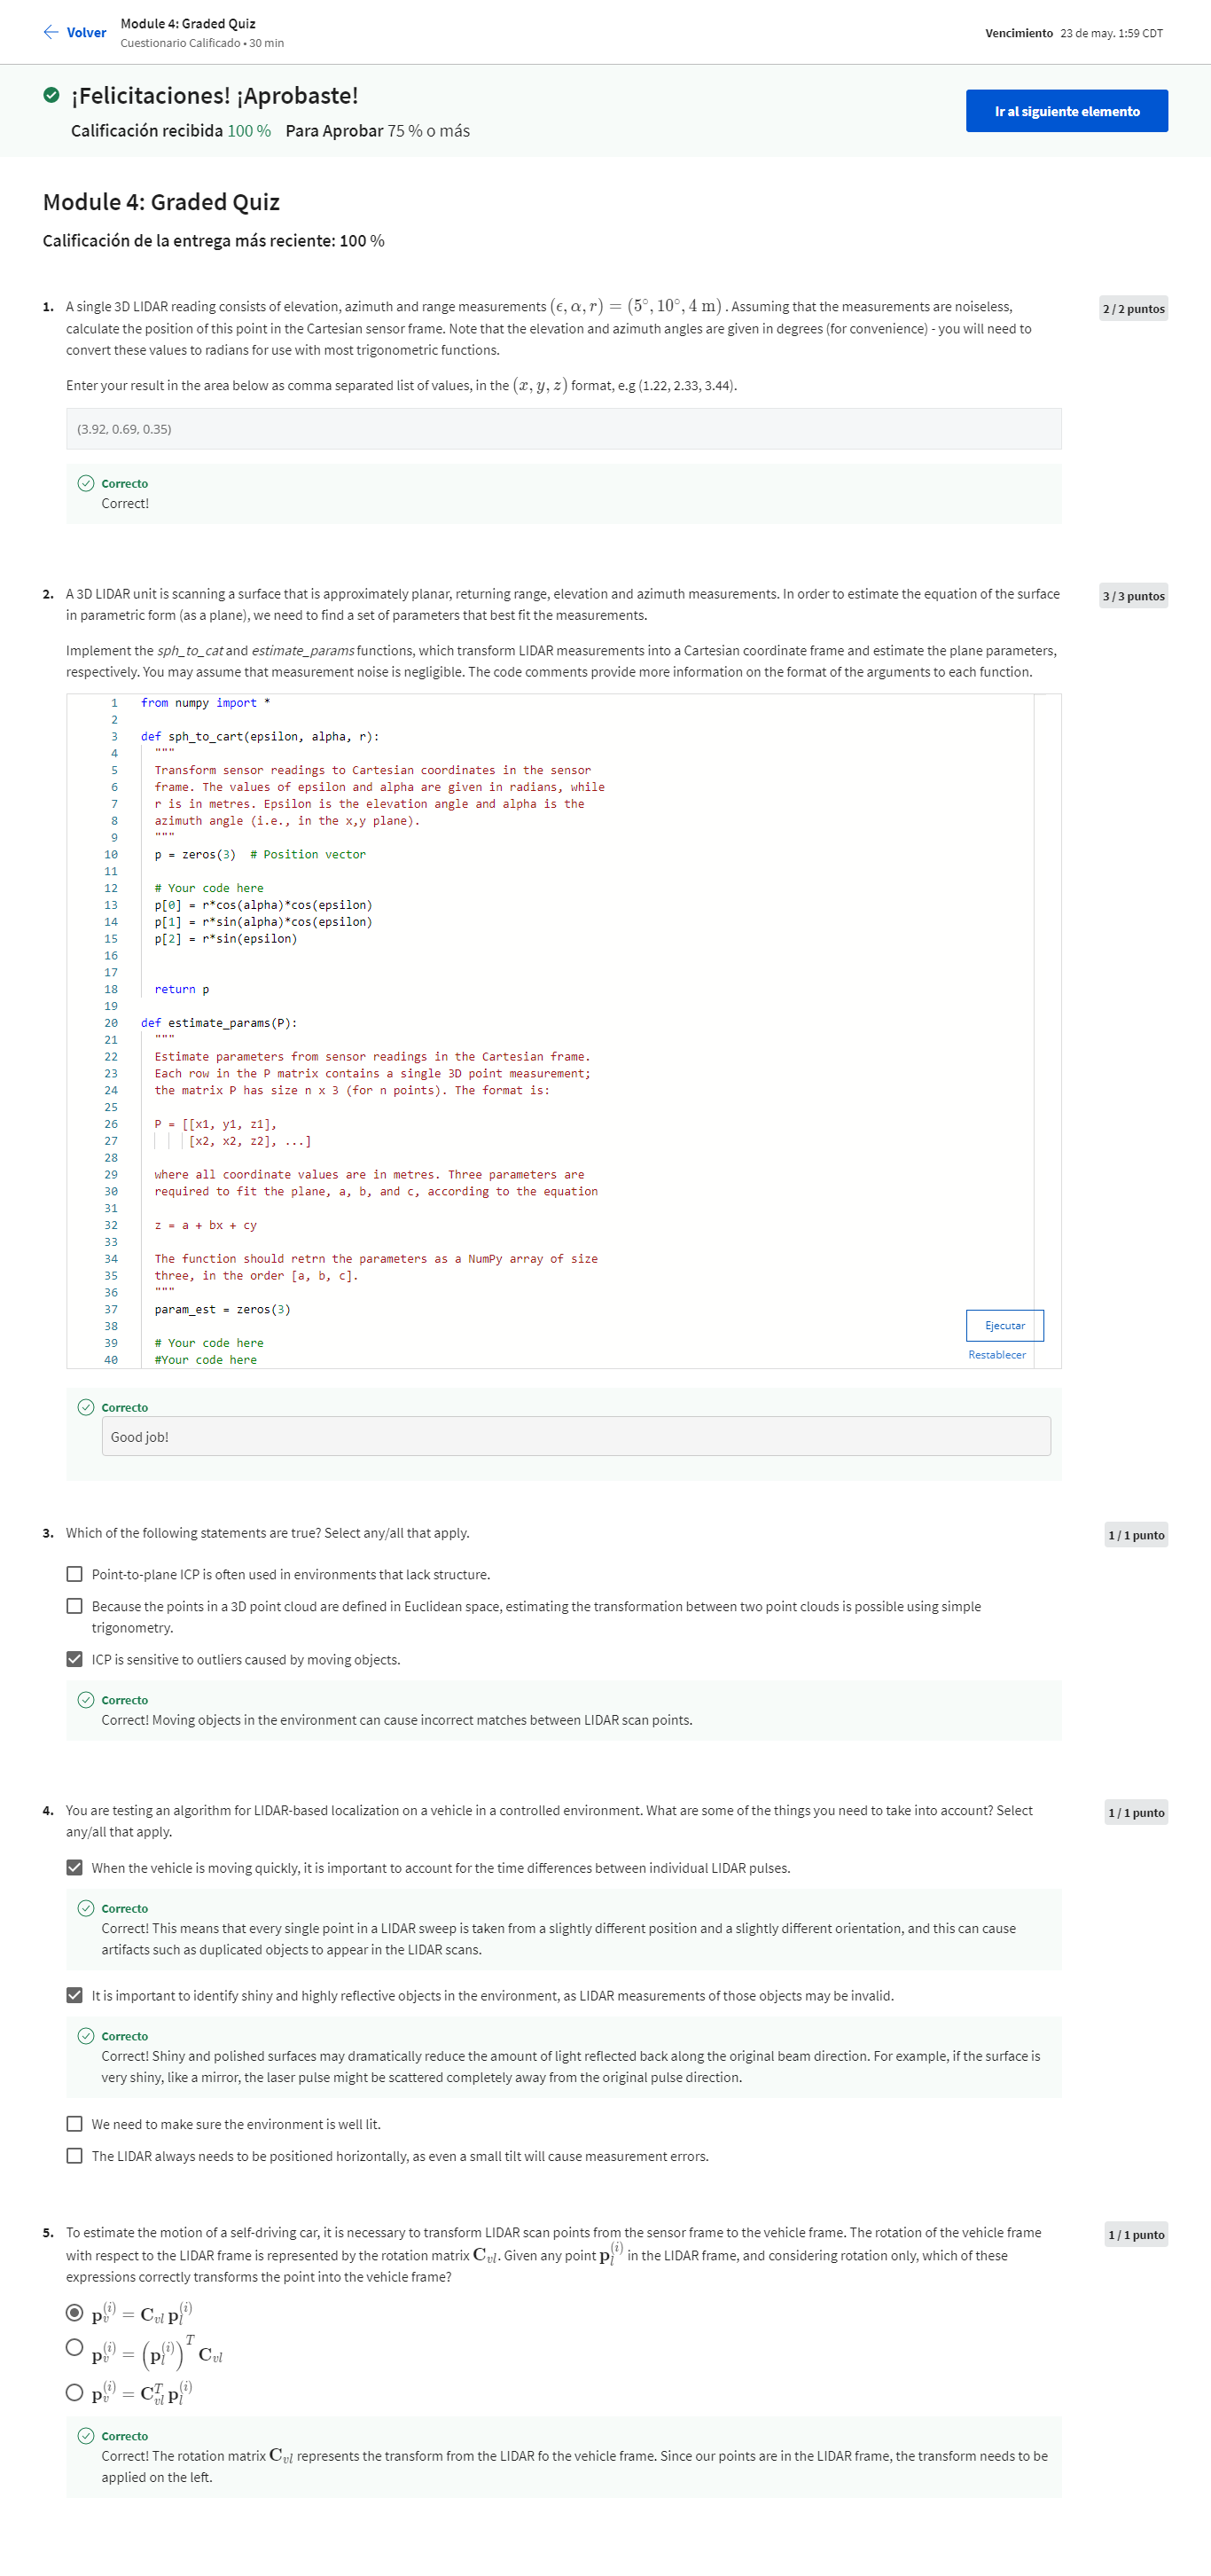 Volver
Module 4: Graded Quiz
Cuestionario Calificado • 30 min
Vencimiento 23 de may. 1:59 CDT
¡Felicitaciones! ¡Aprobaste!
Calificación recibida 100 % Para Aprobar 75 % o más
Ir al siguiente elemento
Module 4: Graded Quiz
Calificación de la entrega más reciente: 100 %
1. A single 3D LIDAR reading consists of elevation, azimuth and range measurements (ϵ, α, r) = (5°, 10°, 4 m). Assuming that the measurements are noiseless,
calculate the position of this point in the Cartesian sensor frame. Note that the elevation and azimuth angles are given in degrees (for convenience) - you will need to
convert these values to radians for use with most trigonometric functions.
2 / 2 puntos
Enter your result in the area below as comma separated list of values, in the (x, y, z) format, e.g (1.22, 2.33, 3.44).
(3.92, 0.69, 0.35)
Correcto
Correct!
2. A 3D LIDAR unit is scanning a surface that is approximately planar, returning range, elevation and azimuth measurements. In order to estimate the equation of the surface
in parametric form (as a plane), we need to find a set of parameters that best fit the measurements.
3 / 3 puntos
Implement the sph_to_cat and estimate_params functions, which transform LIDAR measurements into a Cartesian coordinate frame and estimate the plane parameters,
respectively. You may assume that measurement noise is negligible. The code comments provide more information on the format of the arguments to each function.
1 from numpy import *
2
3 def sph_to_cart(epsilon, alpha, r):
4 """
5 Transform sensor readings to Cartesian coordinates in the sensor
6 frame. The values of epsilon and alpha are given in radians, while
7 r is in metres. Epsilon is the elevation angle and alpha is the
8 azimuth angle (i.e., in the x,y plane).
9 """
10 p = zeros(3) # Position vector
11
12 # Your code here
13 p[0] = r*cos(alpha)*cos(epsilon)
14 p[1] = r*sin(alpha)*cos(epsilon)
15 p[2] = r*sin(epsilon)
16
17
18 return p
19
20 def estimate_params(P):
21 """
22 Estimate parameters from sensor readings in the Cartesian frame.
23 Each row in the P matrix contains a single 3D point measurement;
24 the matrix P has size n x 3 (for n points). The format is:
25
26 P = [[x1, y1, z1],
27 [x2, x2, z2], ...]
28
29 where all coordinate values are in metres. Three parameters are
30 required to fit the plane, a, b, and c, according to the equation
31
32 z = a + bx + cy
33
34 The function should retrn the parameters as a NumPy array of size
35 three, in the order [a, b, c].
36 """
37 param_est = zeros(3)
38
39 # Your code here
40 #Your code here
Ejecutar
Restablecer
Correcto
Good job!
3. Which of the following statements are true? Select any/all that apply.
1 / 1 punto
Point-to-plane ICP is often used in environments that lack structure.
Because the points in a 3D point cloud are defined in Euclidean space, estimating the transformation between two point clouds is possible using simple
trigonometry.
ICP is sensitive to outliers caused by moving objects.
Correcto
Correct! Moving objects in the environment can cause incorrect matches between LIDAR scan points.
4. You are testing an algorithm for LIDAR-based localization on a vehicle in a controlled environment. What are some of the things you need to take into account? Select
any/all that apply.
1 / 1 punto
When the vehicle is moving quickly, it is important to account for the time differences between individual LIDAR pulses.
Correcto
Correct! This means that every single point in a LIDAR sweep is taken from a slightly different position and a slightly different orientation, and this can cause
artifacts such as duplicated objects to appear in the LIDAR scans.
It is important to identify shiny and highly reflective objects in the environment, as LIDAR measurements of those objects may be invalid.
Correcto
Correct! Shiny and polished surfaces may dramatically reduce the amount of light reflected back along the original beam direction. For example, if the surface is
very shiny, like a mirror, the laser pulse might be scattered completely away from the original pulse direction.
We need to make sure the environment is well lit.
The LIDAR always needs to be positioned horizontally, as even a small tilt will cause measurement errors.
5. To estimate the motion of a self-driving car, it is necessary to transform LIDAR scan points from the sensor frame to the vehicle frame. The rotation of the vehicle frame
with respect to the LIDAR frame is represented by the rotation matrix C_vl. Given any point p_l^(i) in the LIDAR frame, and considering rotation only, which of these
expressions correctly transforms the point into the vehicle frame?
1 / 1 punto
p_v^(i) = C_vl p_l^(i)
p_v^(i) = (p_l^(i))^T C_vl
p_v^(i) = C_vl^T p_l^(i)
Correcto
Correct! The rotation matrix C_vl represents the transform from the LIDAR fo the vehicle frame. Since our points are in the LIDAR frame, the transform needs to be
applied on the left.